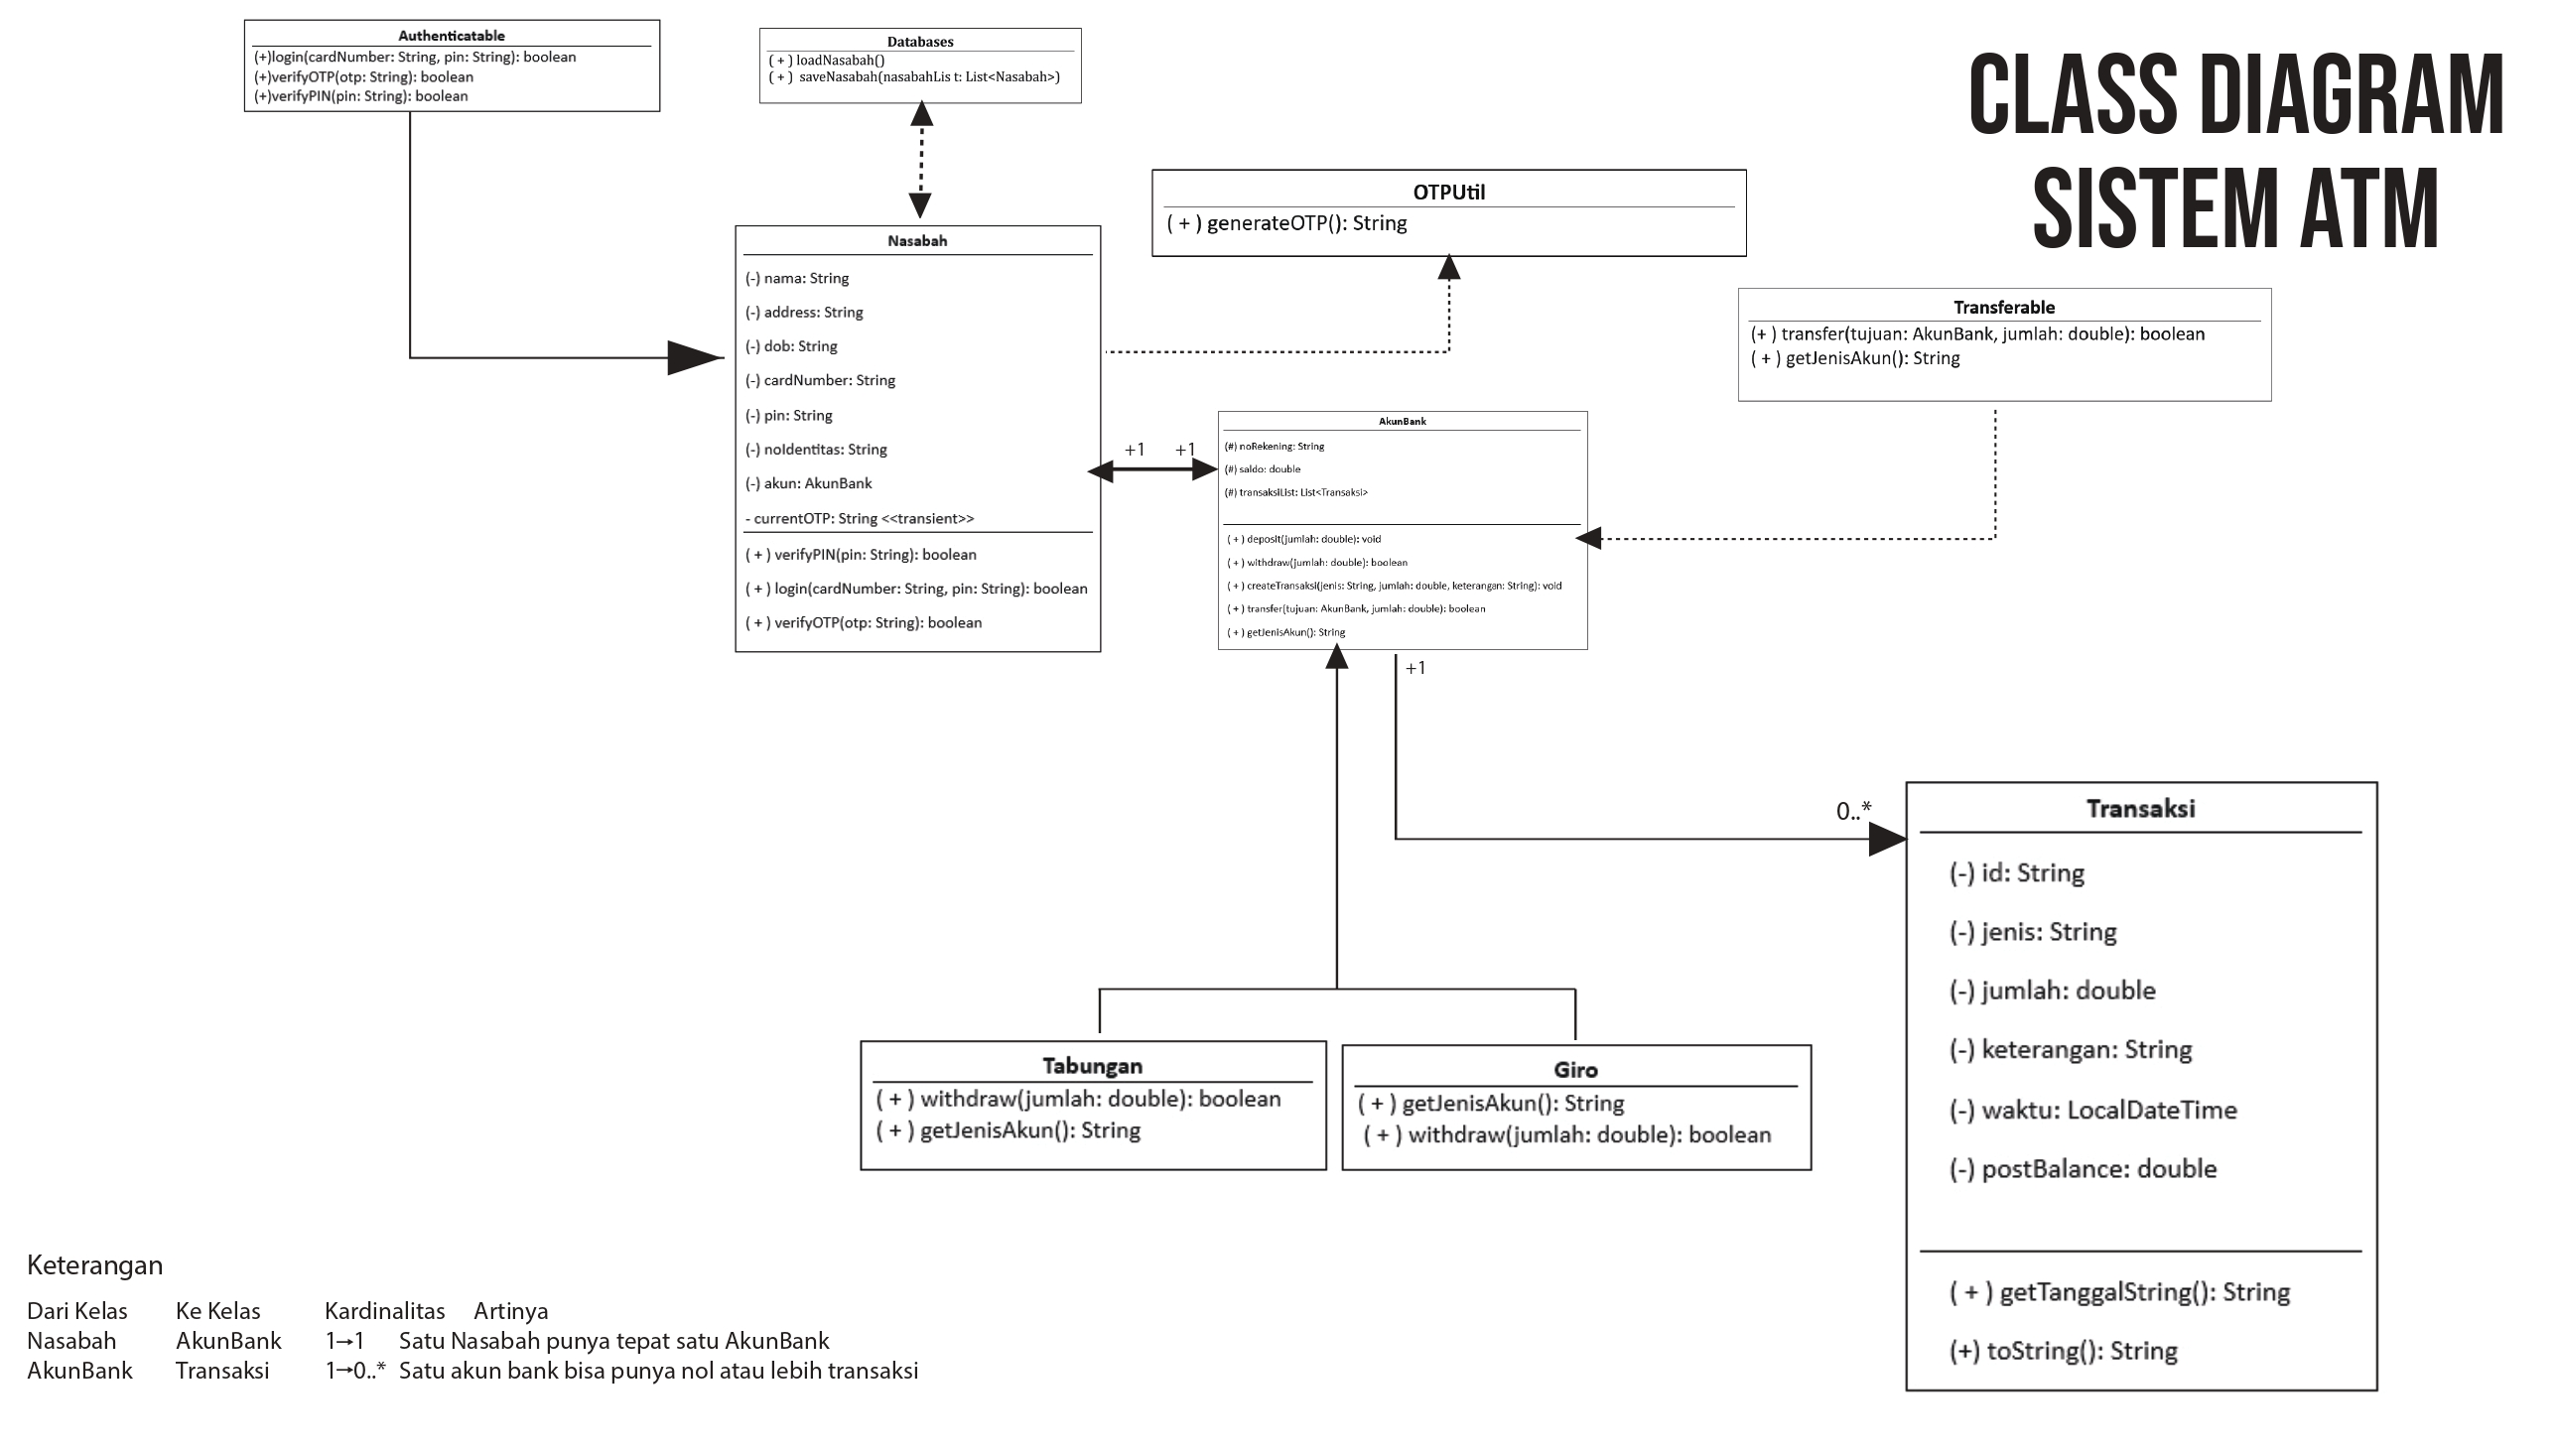 CLASS DIAGRAM
SISTEM ATM
Authenticatable
(+)login(cardNumber: String, pin: String): boolean
(+)verifyOTP(otp: String): boolean
(+)verifyPIN(pin: String): boolean
Databases
( + ) loadNasabah()
( + ) saveNasabah(nasabahLis t: List<Nasabah>)
OTPUtil
( + ) generateOTP(): String
Transferable
(+ ) transfer(tujuan: AkunBank, jumlah: double): boolean
( + ) getJenisAkun(): String
Nasabah
(-) nama: String
(-) address: String
(-) dob: String
(-) cardNumber: String
(-) pin: String
(-) noIdentitas: String
(-) akun: AkunBank
- currentOTP: String <<transient>>
( + ) verifyPIN(pin: String): boolean
( + ) login(cardNumber: String, pin: String): boolean
( + ) verifyOTP(otp: String): boolean
+1 +1
AkunBank
(#) noRekening: String
(#) saldo: double
(#) transaksiList: List<Transaksi>
( + ) deposit(jumlah: double): void
( + ) withdraw(jumlah: double): boolean
( + ) createTransaksi(jenis: String, jumlah: double, keterangan: String): void
( + ) transfer(tujuan: AkunBank, jumlah: double): boolean
( + ) getJenisAkun(): String
+1
0..*
Transaksi
(-) id: String
(-) jenis: String
(-) jumlah: double
(-) keterangan: String
(-) waktu: LocalDateTime
(-) postBalance: double
( + ) getTanggalString(): String
(+) toString(): String
Tabungan
( + ) withdraw(jumlah: double): boolean
( + ) getJenisAkun(): String
Giro
( + ) getJenisAkun(): String
( + ) withdraw(jumlah: double): boolean
Keterangan
Dari Kelas Ke Kelas Kardinalitas Artinya
Nasabah AkunBank 1→1 Satu Nasabah punya tepat satu AkunBank
AkunBank Transaksi 1→0..* Satu akun bank bisa punya nol atau lebih transaksi